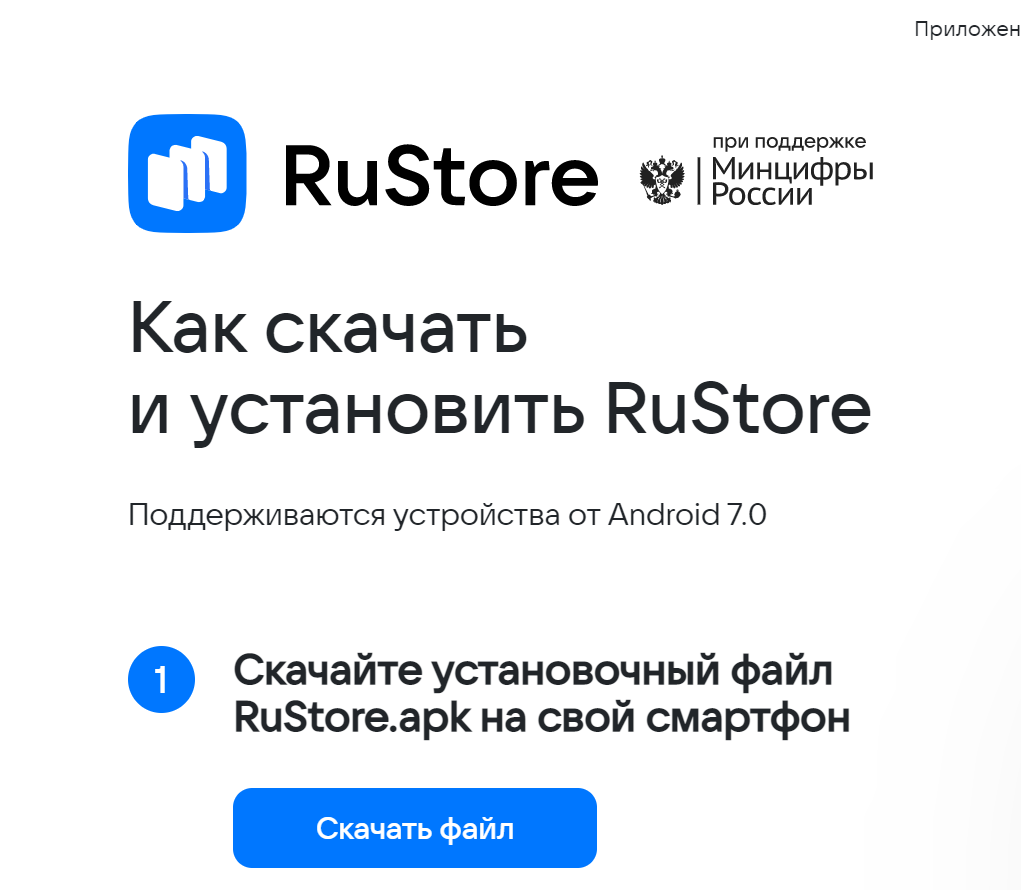 Приложен
RuStore
при поддержке
Минцифры
России
Как скачать
и установить RuStore
Поддерживаются устройства от Android 7.0
1
Скачайте установочный файл
RuStore.apk на свой смартфон
Скачать файл